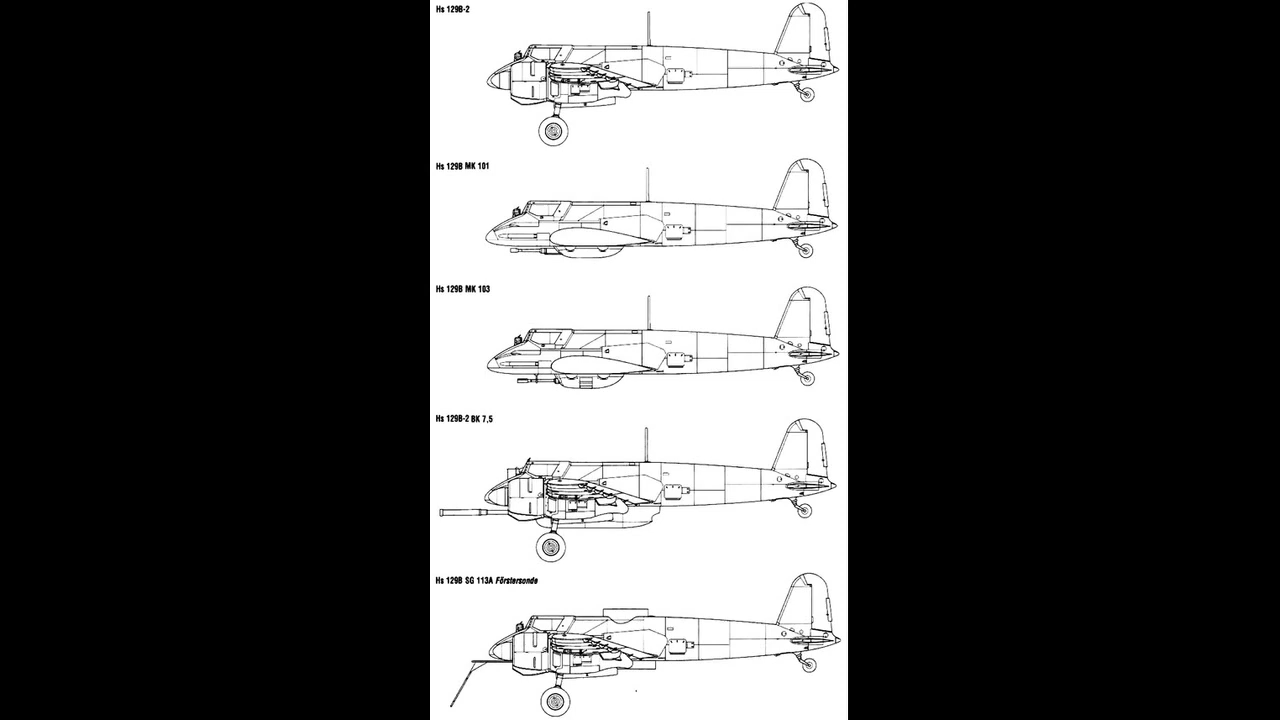 Hs 129B-2
Hs 129B MK 101
Hs 129B MK 103
Hs 129B-2 BK 7,5
Hs 129B SG 113A Förstersonde